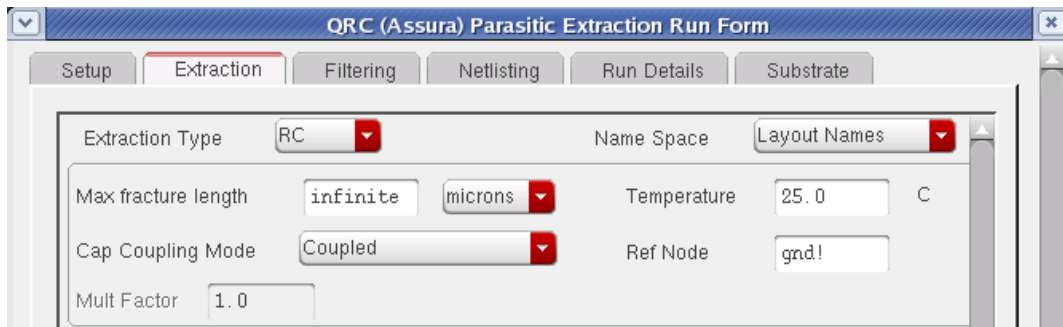 QRC (Assura) Parasitic Extraction Run Form
Setup Extraction Filtering Netlisting Run Details Substrate
Extraction Type RC Name Space Layout Names
Max fracture length infinite microns Temperature 25.0 C
Cap Coupling Mode Coupled Ref Node gnd!
Mult Factor 1.0